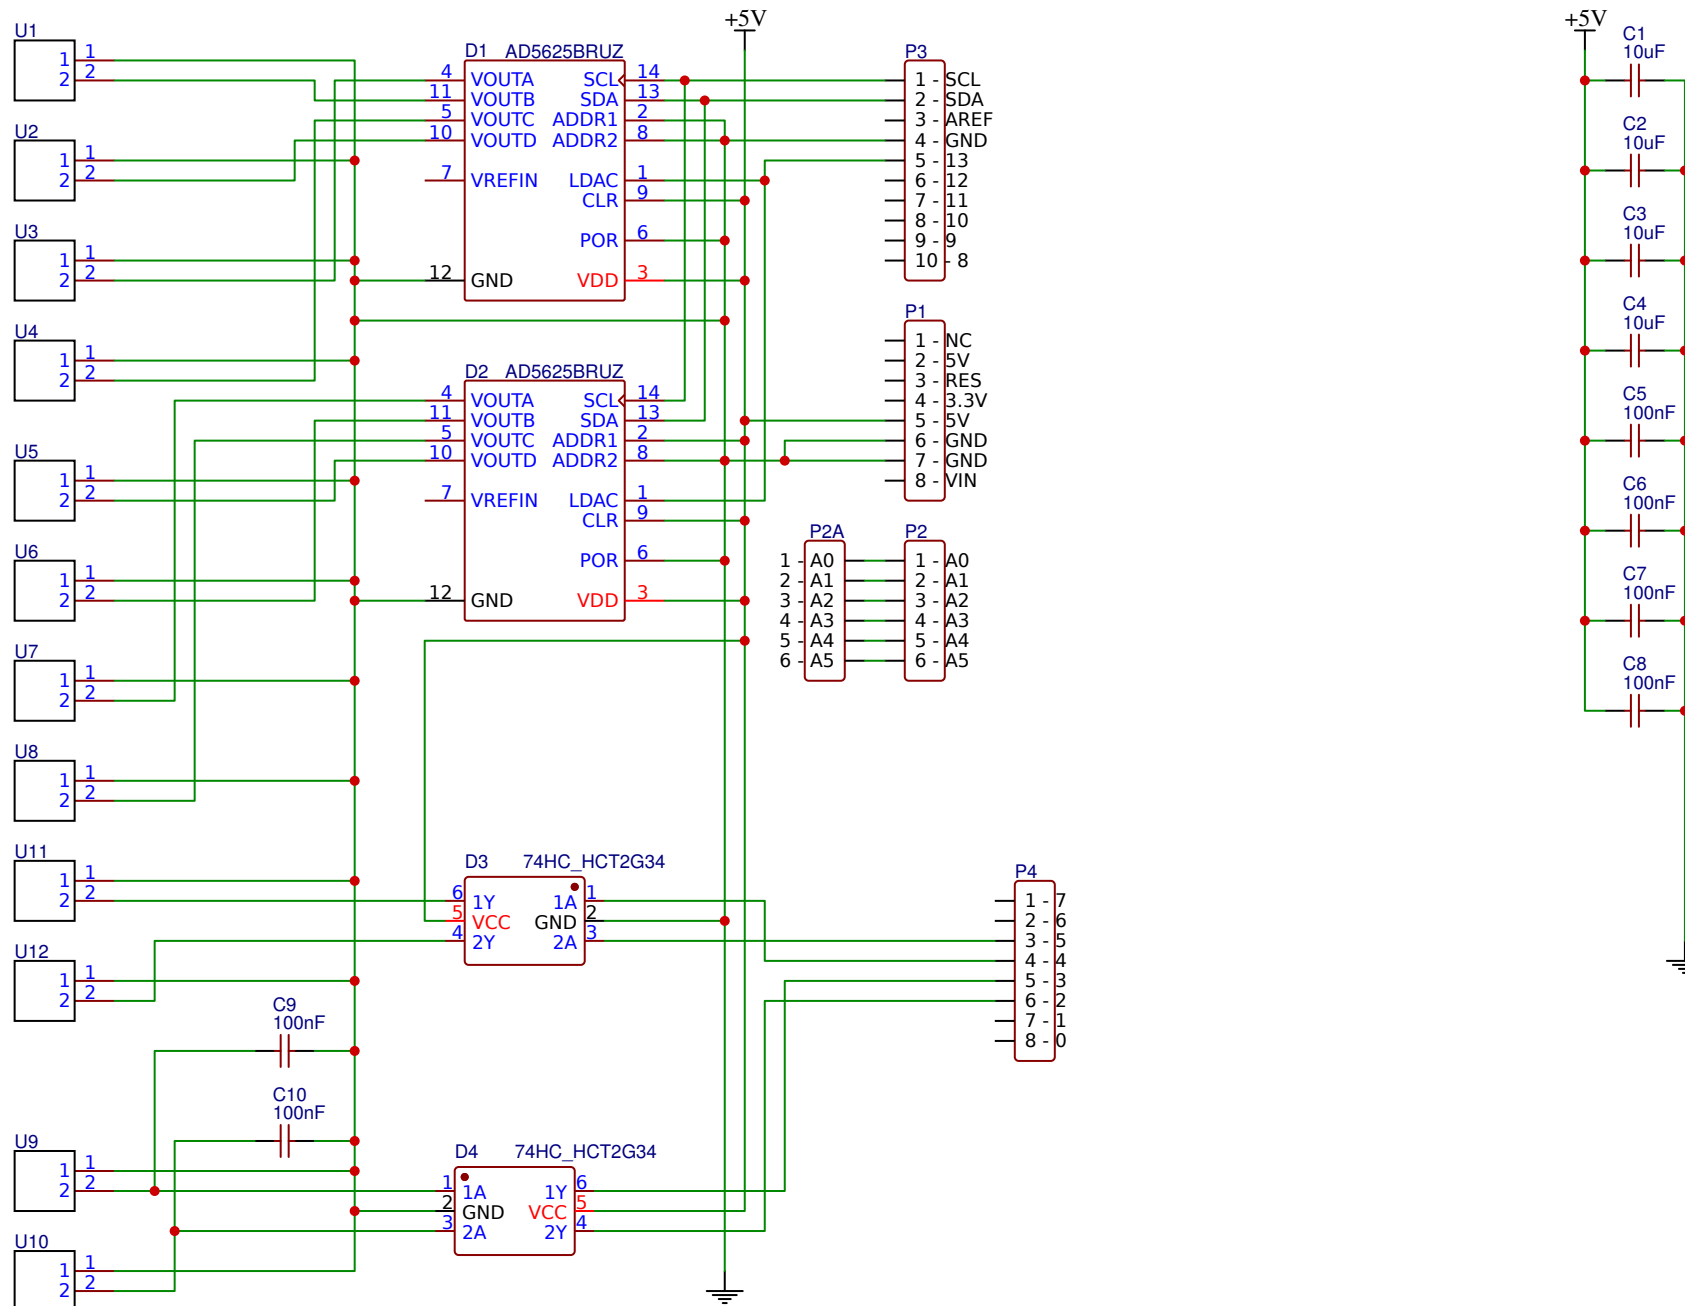 +5V
+5V
U1
1 1
2 2
U2
1 1
2 2
U3
1 1
2 2
U4
1 1
2 2
U5
1 1
2 2
U6
1 1
2 2
U7
1 1
2 2
U8
1 1
2 2
U11
1 1
2 2
U12
1 1
2 2
C9
100nF
C10
100nF
U9
1 1
2 2
U10
1 1
2 2
D1 AD5625BRUZ
4 VOUTA SCL 14
11 VOUTB SDA 13
5 VOUTC ADDR1 2
10 VOUTD ADDR2 8
7 VREFIN LDAC 1
CLR 9
POR 6
12 GND VDD 3
D2 AD5625BRUZ
4 VOUTA SCL 14
11 VOUTB SDA 13
5 VOUTC ADDR1 2
10 VOUTD ADDR2 8
7 VREFIN LDAC 1
CLR 9
POR 6
12 GND VDD 3
D3 74HC_HCT2G34
6 1Y 1A 1
5 VCC GND 2
4 2Y 2A 3
D4 74HC_HCT2G34
1 1A 1Y 6
2 GND VCC 5
3 2A 2Y 4
P3
1 - SCL
2 - SDA
3 - AREF
4 - GND
5 - 13
6 - 12
7 - 11
8 - 10
9 - 9
10 - 8
P1
1 - NC
2 - 5V
3 - RES
4 - 3.3V
5 - 5V
6 - GND
7 - GND
8 - VIN
P2A
1 - A0
2 - A1
3 - A2
4 - A3
5 - A4
6 - A5
P2
1 - A0
2 - A1
3 - A2
4 - A3
5 - A4
6 - A5
P4
1 - 7
2 - 6
3 - 5
4 - 4
5 - 3
6 - 2
7 - 1
8 - 0
C1
10uF
C2
10uF
C3
10uF
C4
10uF
C5
100nF
C6
100nF
C7
100nF
C8
100nF